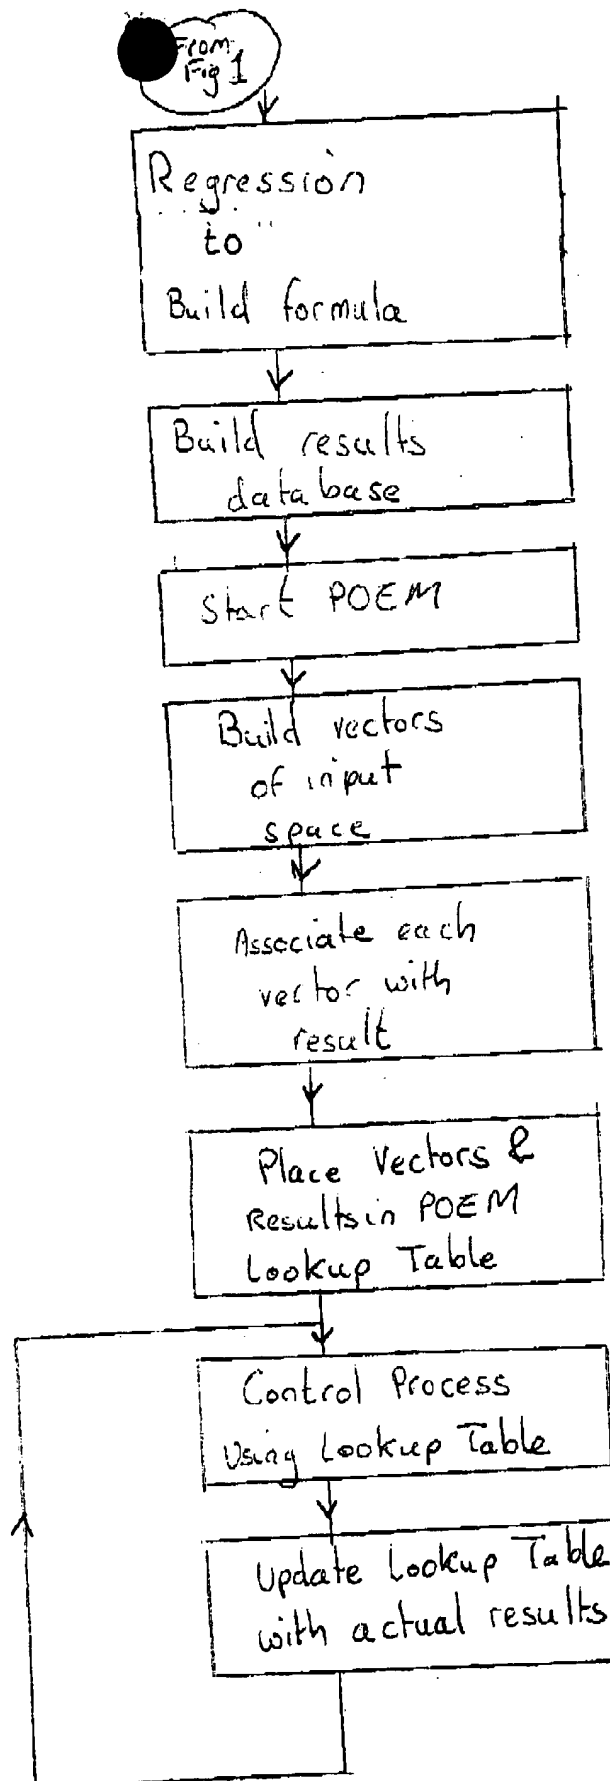 From
Fig 1
Regression
to
Build formula
Build results
database
Start POEM
Build vectors
of input
space
Associate each
vector with
result
Place Vectors &
Results in POEM
Lookup Table
Control Process
Using Lookup Table
Update Lookup Table
with actual results